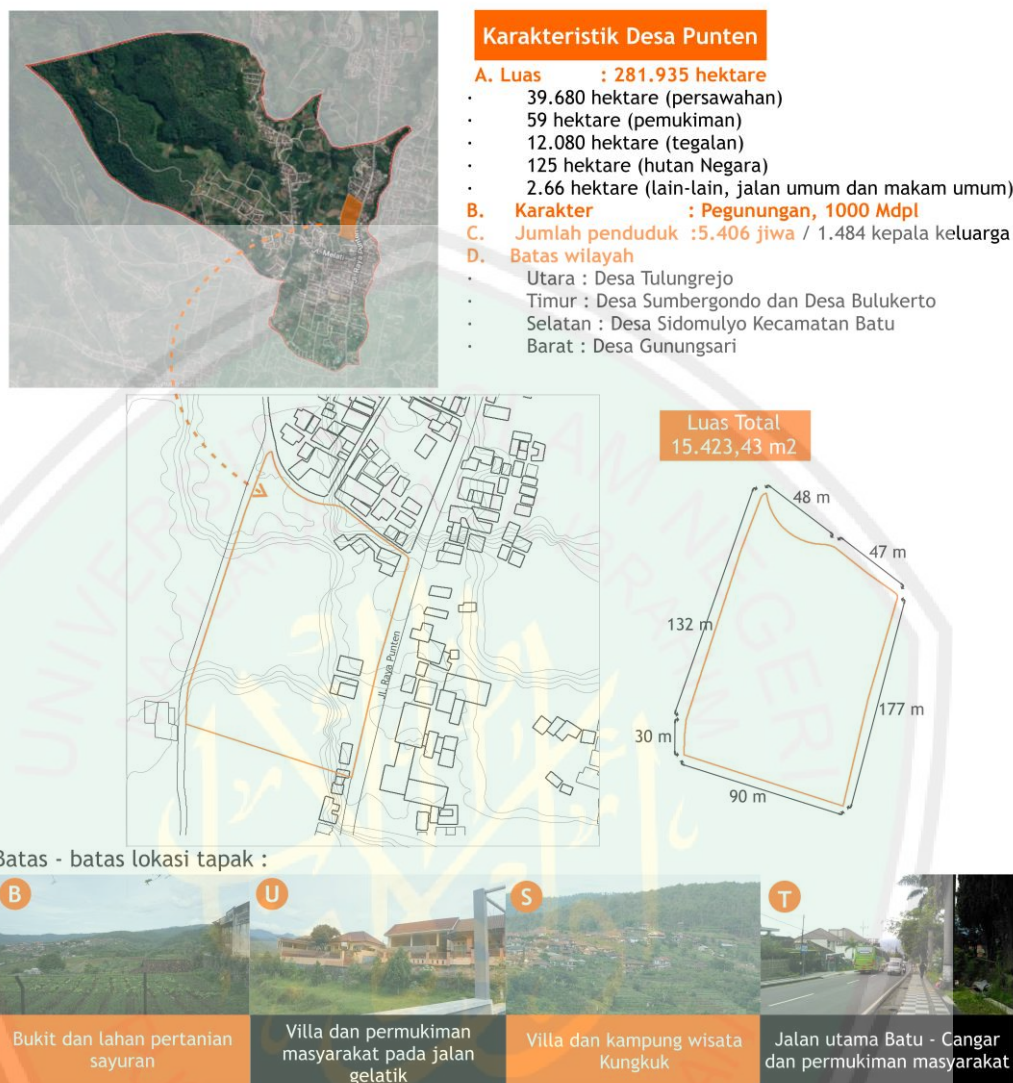 Karakteristik Desa Punten
A. Luas : 281.935 hektare
· 39.680 hektare (persawahan)
· 59 hektare (pemukiman)
· 12.080 hektare (tegalan)
· 125 hektare (hutan Negara)
· 2.66 hektare (lain-lain, jalan umum dan makam umum)
B. Karakter : Pegunungan, 1000 Mdpl
C. Jumlah penduduk :5.406 jiwa / 1.484 kepala keluarga
D. Batas wilayah
· Utara : Desa Tulungrejo
· Timur : Desa Sumbergondo dan Desa Bulukerto
· Selatan : Desa Sidomulyo Kecamatan Batu
· Barat : Desa Gunungsari
Luas Total
15.423,43 m2
48 m
47 m
132 m
177 m
30 m
90 m
Jl. Raya Punten
Batas - batas lokasi tapak :
B
U
S
T
Bukit dan lahan pertanian
sayuran
Villa dan permukiman
masyarakat pada jalan
gelatik
Villa dan kampung wisata
Kungkuk
Jalan utama Batu - Cangar
dan permukiman masyarakat